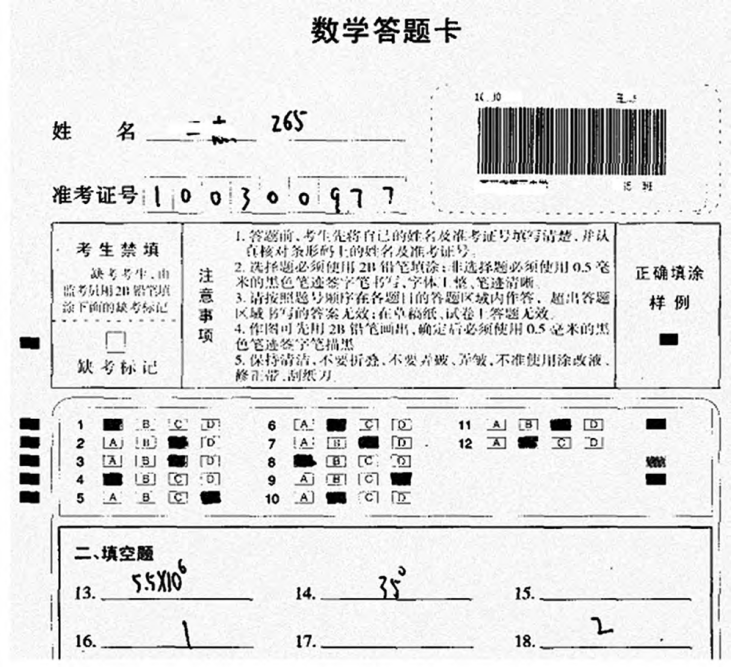 数学答题卡
姓 名 265
准考证号 1 0 0 3 0 0 9 7 7
考生禁填
缺考考生,由
监考员用2B铅笔填
涂下面的缺考标记
缺考标记
注意事项
1.答题前,考生先将自己的姓名及准考证号填写清楚,并认
真核对条形码上的姓名及准考证号。
2.选择题必须使用2B铅笔填涂;非选择题必须使用0.5毫
米的黑色笔迹签字笔书写,字体工整、笔迹清晰。
3.请按照题号顺序在各题目的答题区域内作答,超出答题
区域书写的答案无效;在草稿纸、试卷上答题无效。
4.作图可先用2B铅笔画出,确定后必须使用0.5毫米的黑
色笔迹签字笔描黑
5.保持清洁、不要折叠、不要弄破、弄皱,不准使用涂改液、
修正带、刮纸刀
正确填涂
样例
1 B C D 6 A C D 11 A B D
2 A B D 7 A B D 12 A C D
3 A B D 8 B C D
4 B C D 9 A B C
5 A B C 10 A C D
二、填空题
13. 5.5X10⁶ 14. 35° 15.
16. 1 17. 18. 2